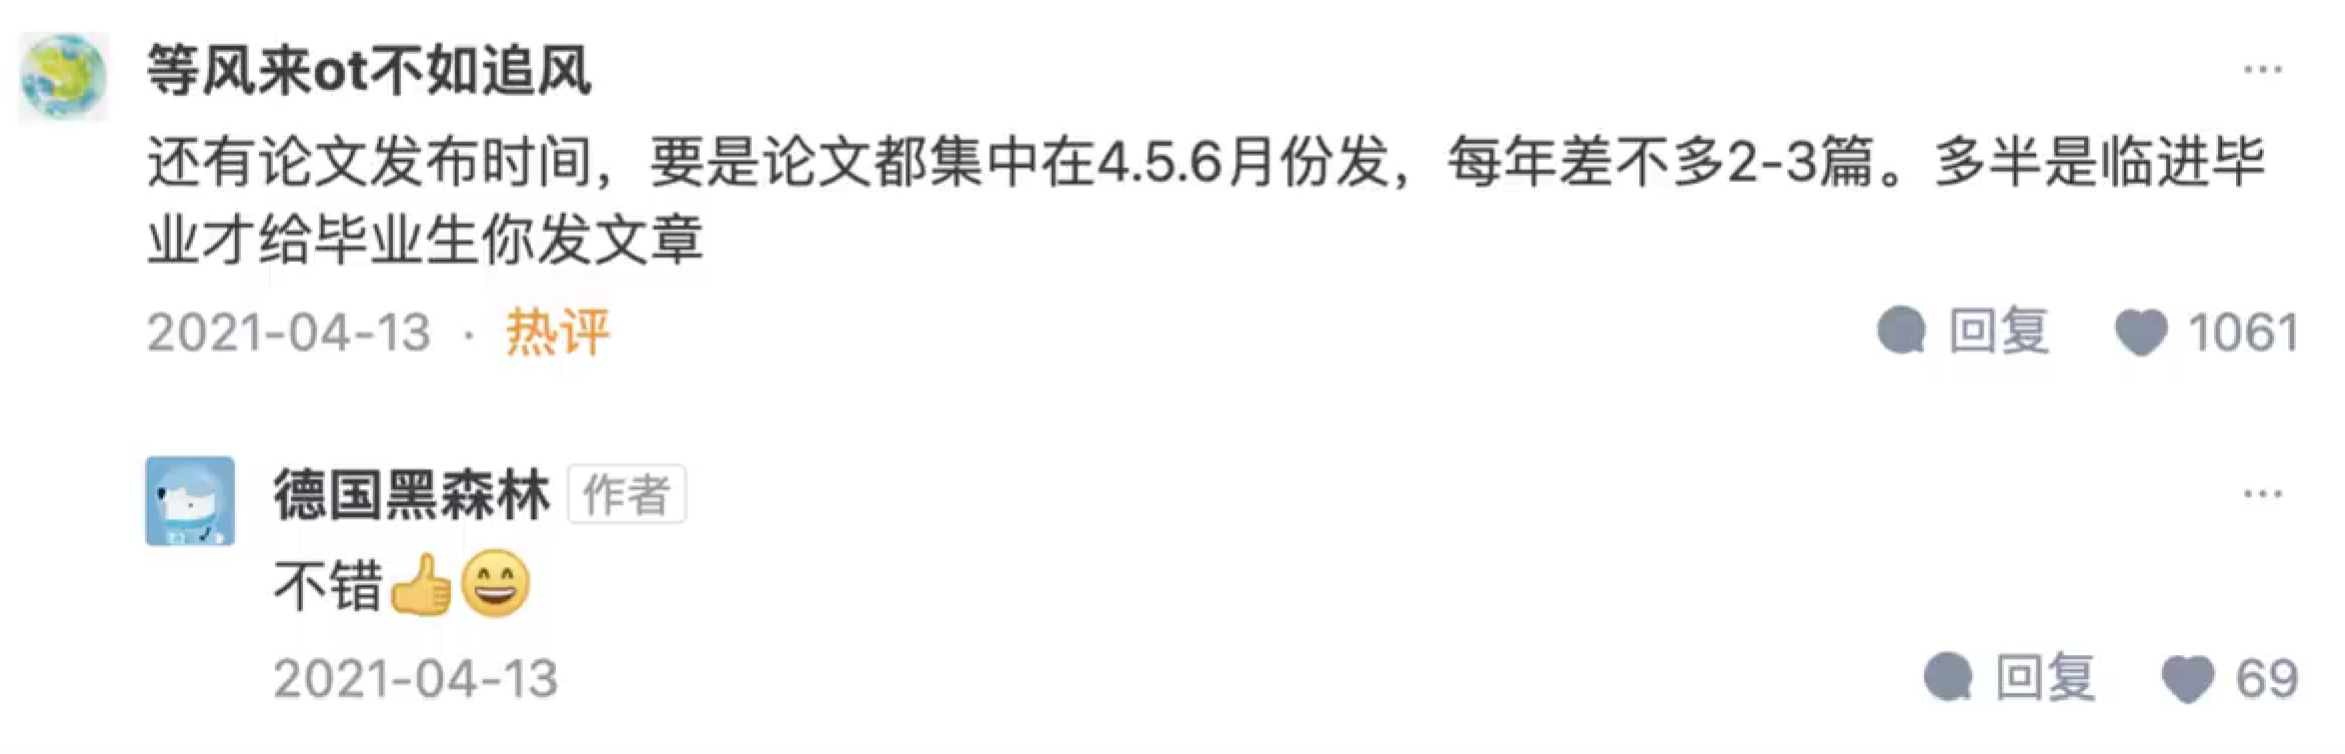 等风来ot不如追风
...
还有论文发布时间，要是论文都集中在4.5.6月份发，每年差不多2-3篇。多半是临进毕
业才给毕业生你发文章
2021-04-13 · 热评
回复 1061
德国黑森林 作者
...
不错👍😄
2021-04-13
回复 69